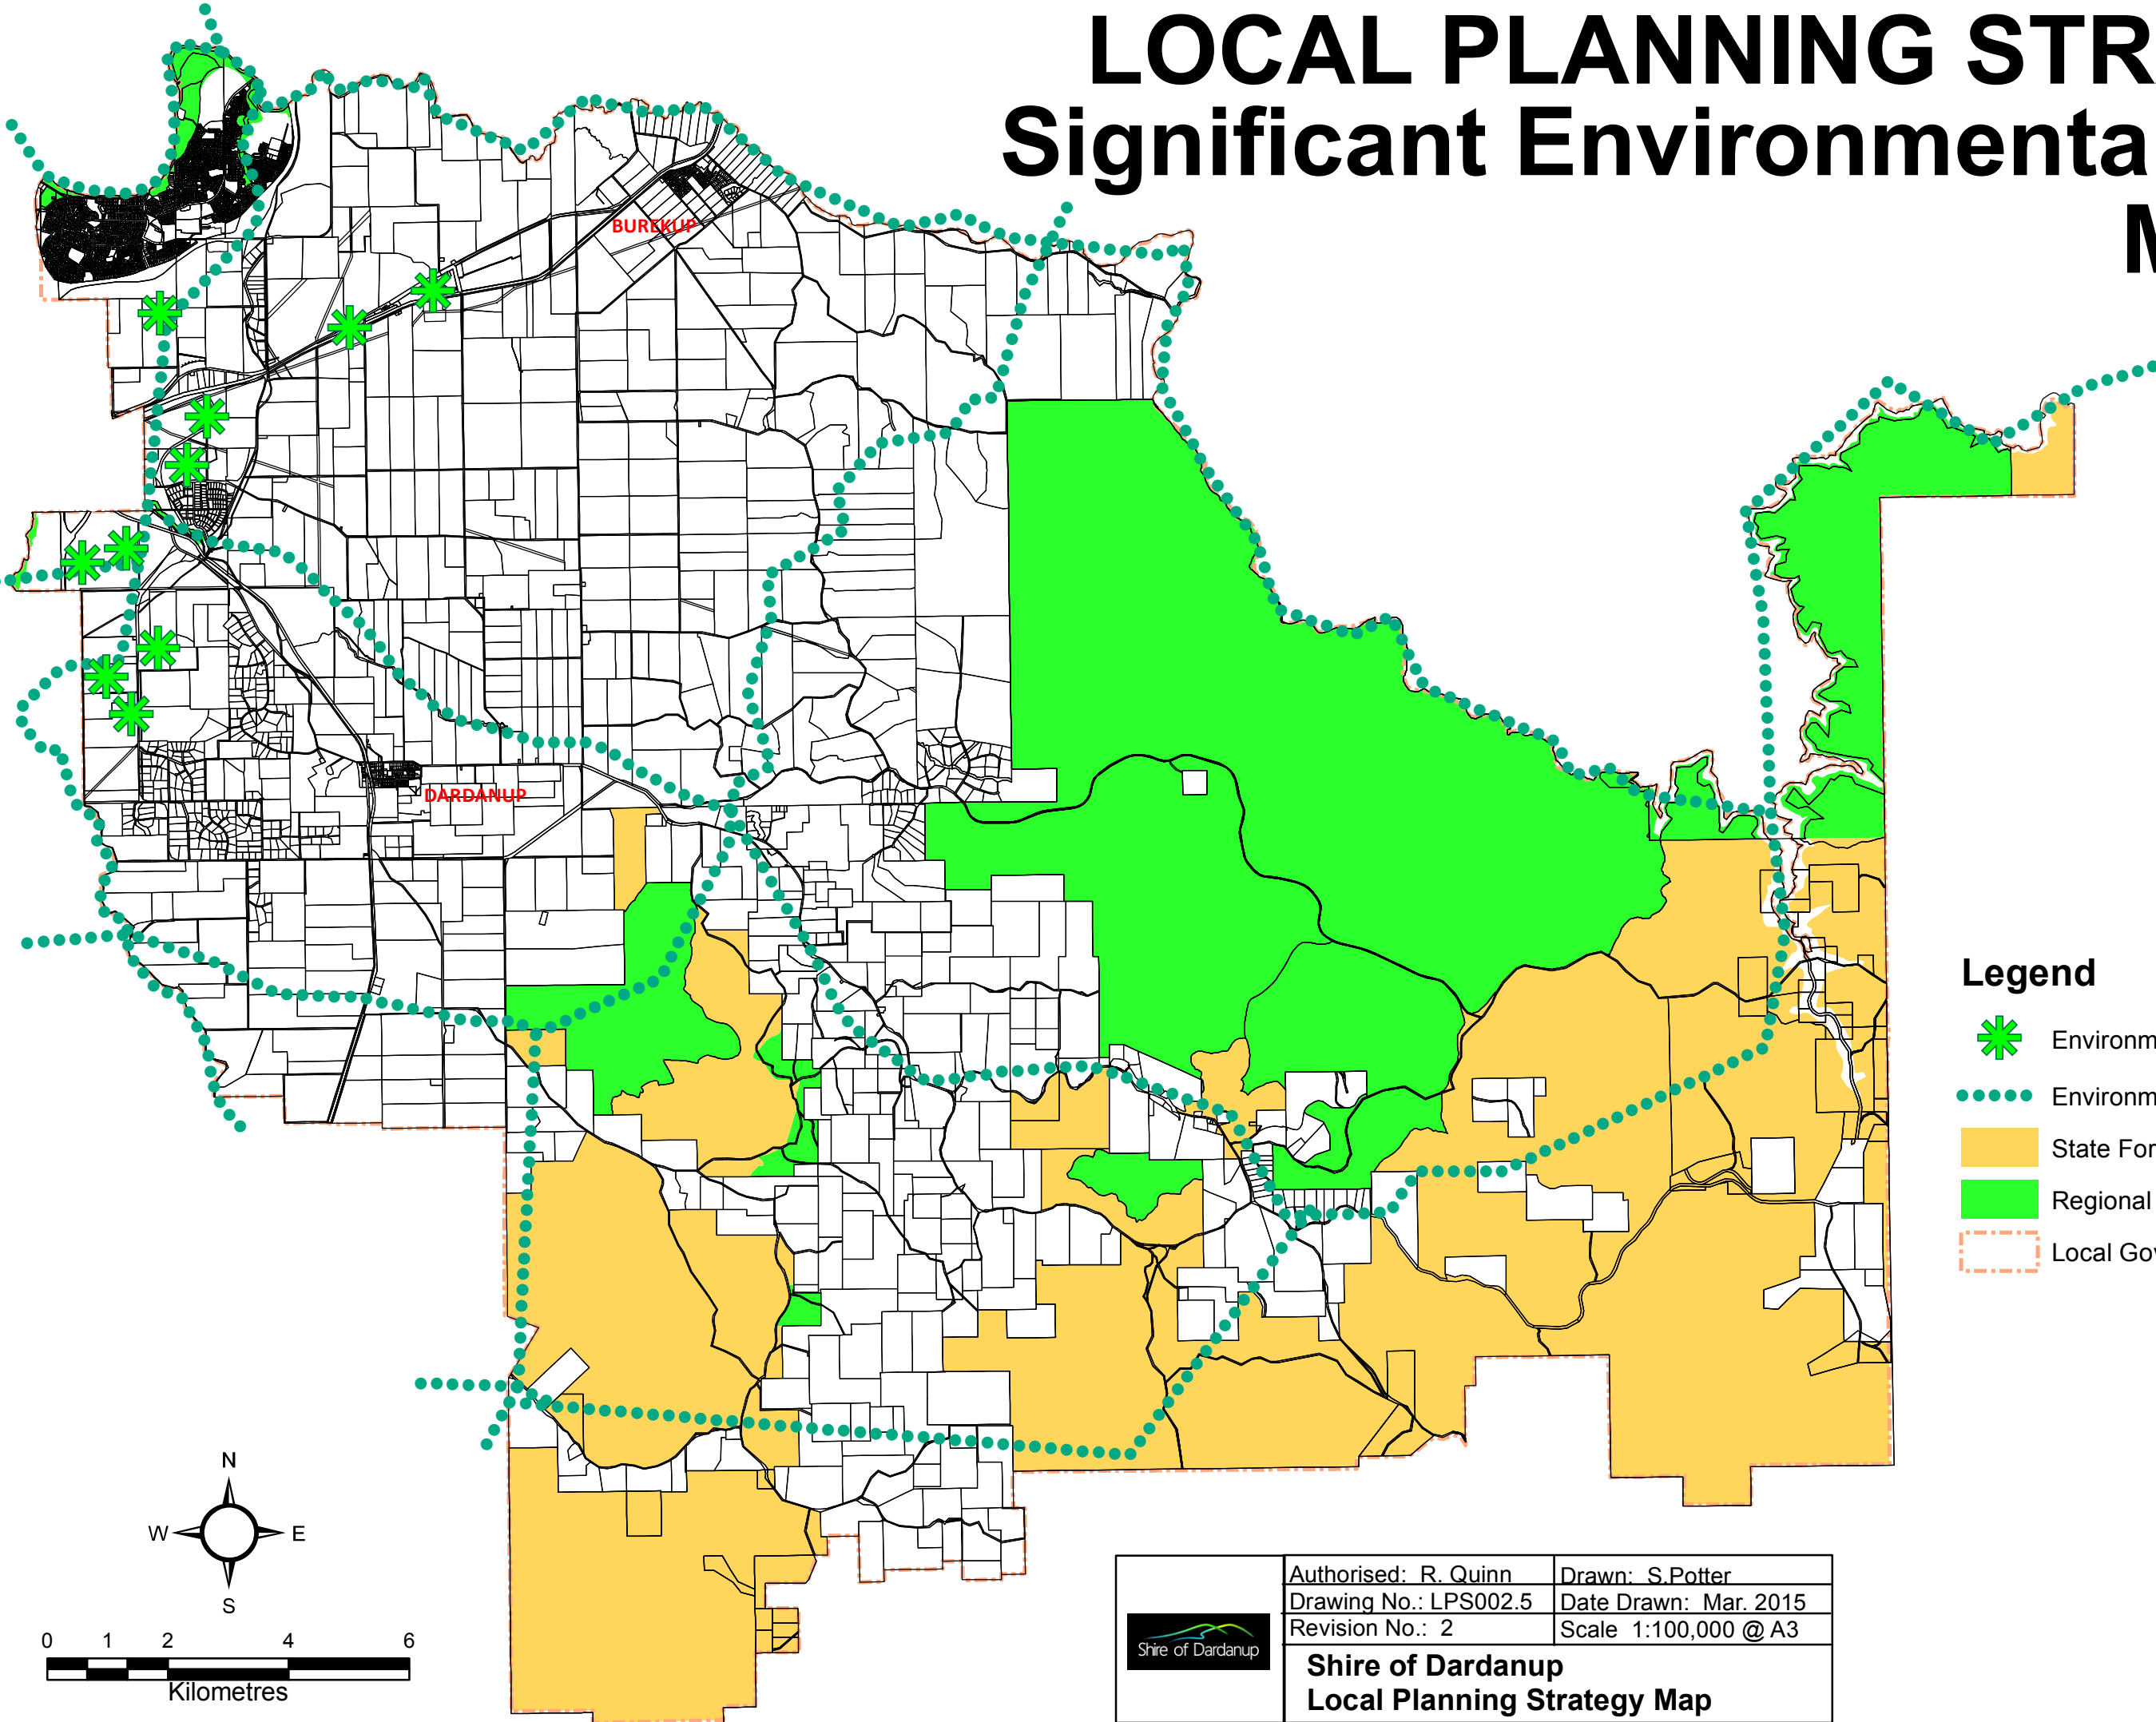 LOCAL PLANNING STR
Significant Environmenta
M
BUREKUP
DARDANUP
Legend
Environm
Environm
State For
Regional
Local Gov
N
W
E
S
0 1 2 4 6
Kilometres
Shire of Dardanup
Authorised: R. Quinn
Drawn: S.Potter
Drawing No.: LPS002.5
Date Drawn: Mar. 2015
Revision No.: 2
Scale 1:100,000 @ A3
Shire of Dardanup
Local Planning Strategy Map